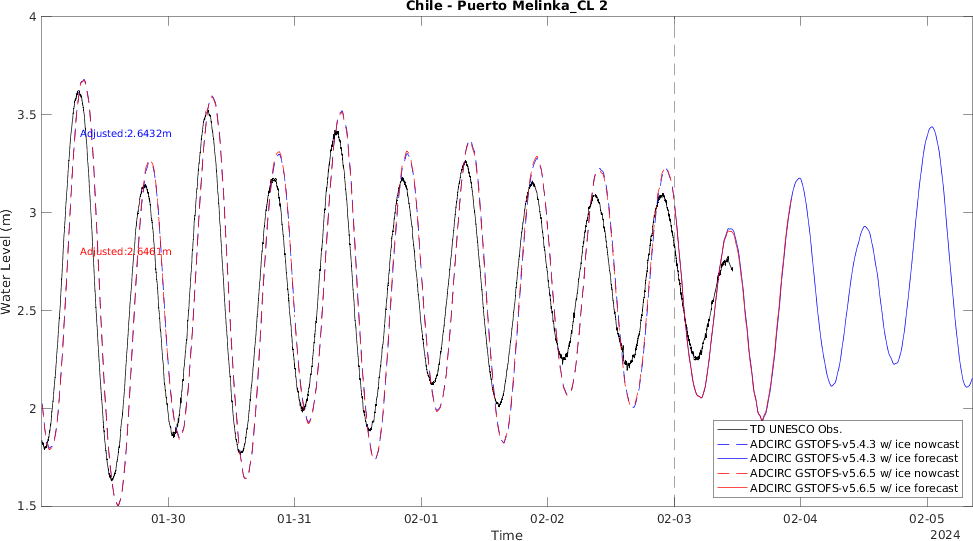 Chile - Puerto Melinka_CL 2
4
3.5
3
2.5
2
1.5
Water Level (m)
Adjusted:2.6432m
Adjusted:2.6461m
TD UNESCO Obs.
ADCIRC GSTOFS-v5.4.3 w/ ice nowcast
ADCIRC GSTOFS-v5.4.3 w/ ice forecast
ADCIRC GSTOFS-v5.6.5 w/ ice nowcast
ADCIRC GSTOFS-v5.6.5 w/ ice forecast
01-30 01-31 02-01 02-02 02-03 02-04 02-05
Time
2024